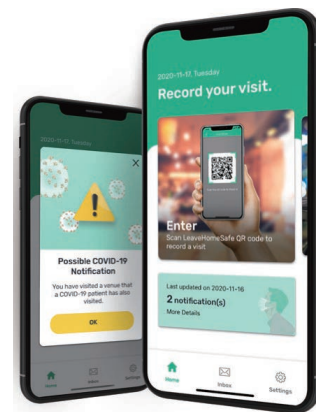 2020-11-17, Tuesday
Possible COVID-19
Notification
You have visited a venue that
a COVID-19 patient has also
visited.
OK
Home
Inbox
Settings
2020-11-17, Tuesday
Record your visit.
Enter
Scan LeaveHomeSafe QR code to
record a visit
Last updated on 2020-11-16
2 notification(s)
More Details
Home
Inbox
Settings